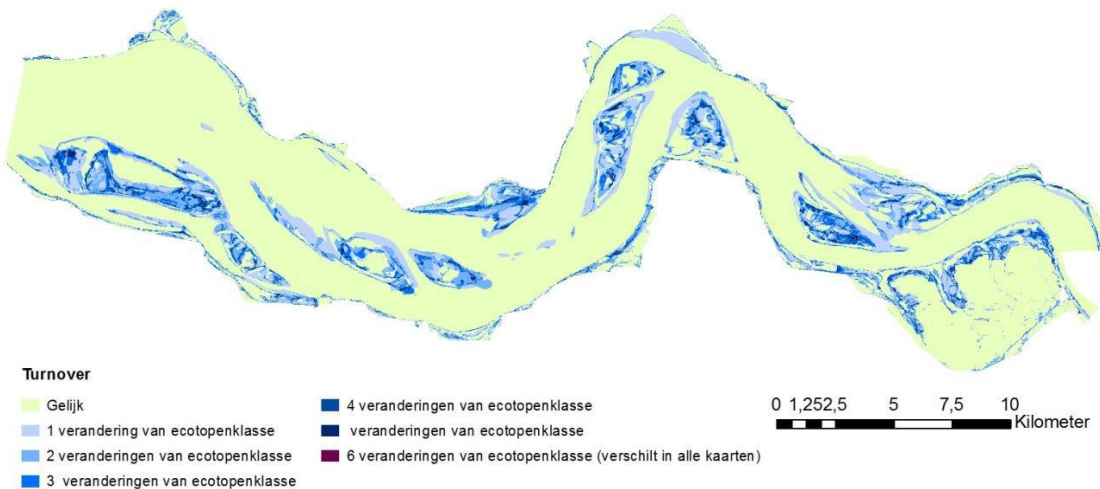 Turnover
Gelijk
1 verandering van ecotopenklasse
2 veranderingen van ecotopenklasse
3 veranderingen van ecotopenklasse
4 veranderingen van ecotopenklasse
veranderingen van ecotopenklasse
6 veranderingen van ecotopenklasse (verschilt in alle kaarten)
0 1,252,5 5 7,5 10
Kilometer